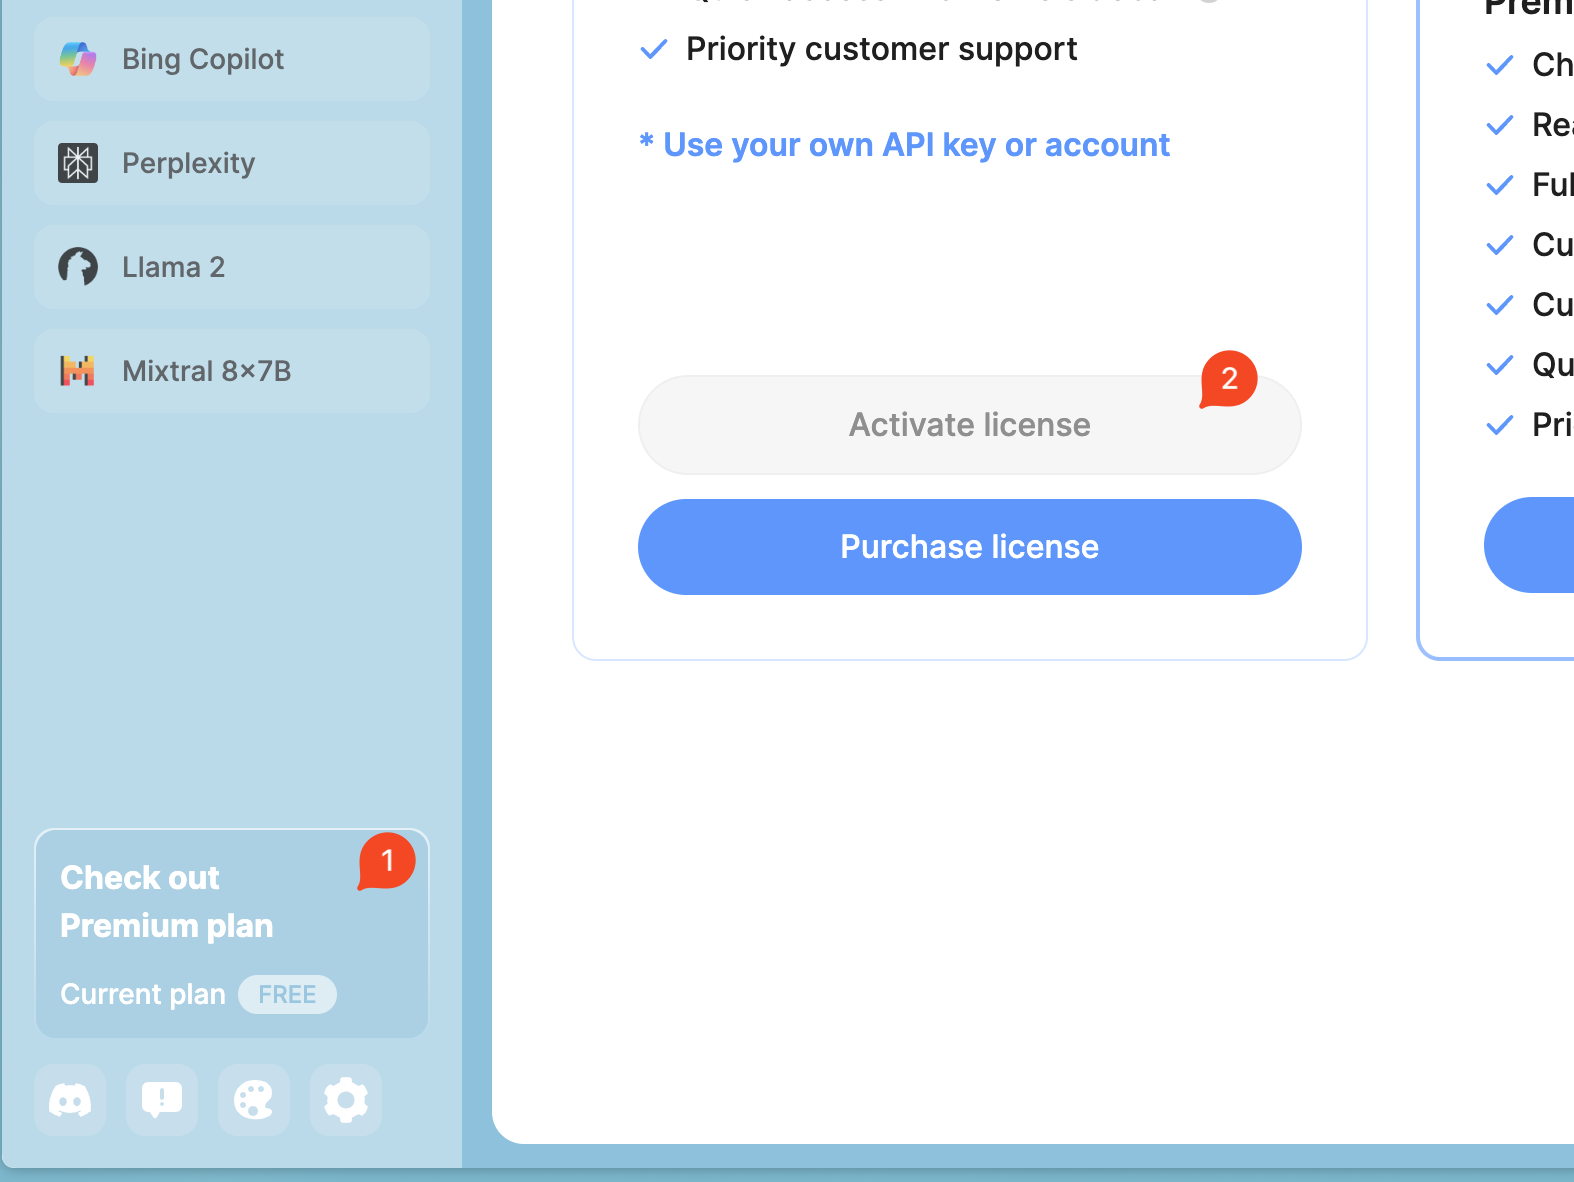 Bing Copilot
Perplexity
Llama 2
Mixtral 8×7B
Check out
Premium plan
1
Current plan FREE
Priority customer support
* Use your own API key or account
2
Activate license
Purchase license
Prem
Ch
Rea
Ful
Cu
Cu
Qu
Pri